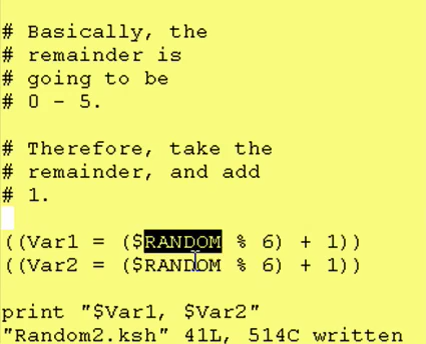 # Basically, the
# remainder is
# going to be
# 0 - 5.
# Therefore, take the
# remainder, and add
# 1.
((Var1 = ($RANDOM % 6) + 1))
((Var2 = ($RANDOM % 6) + 1))
print "$Var1, $Var2"
"Random2.ksh" 41L, 514C written